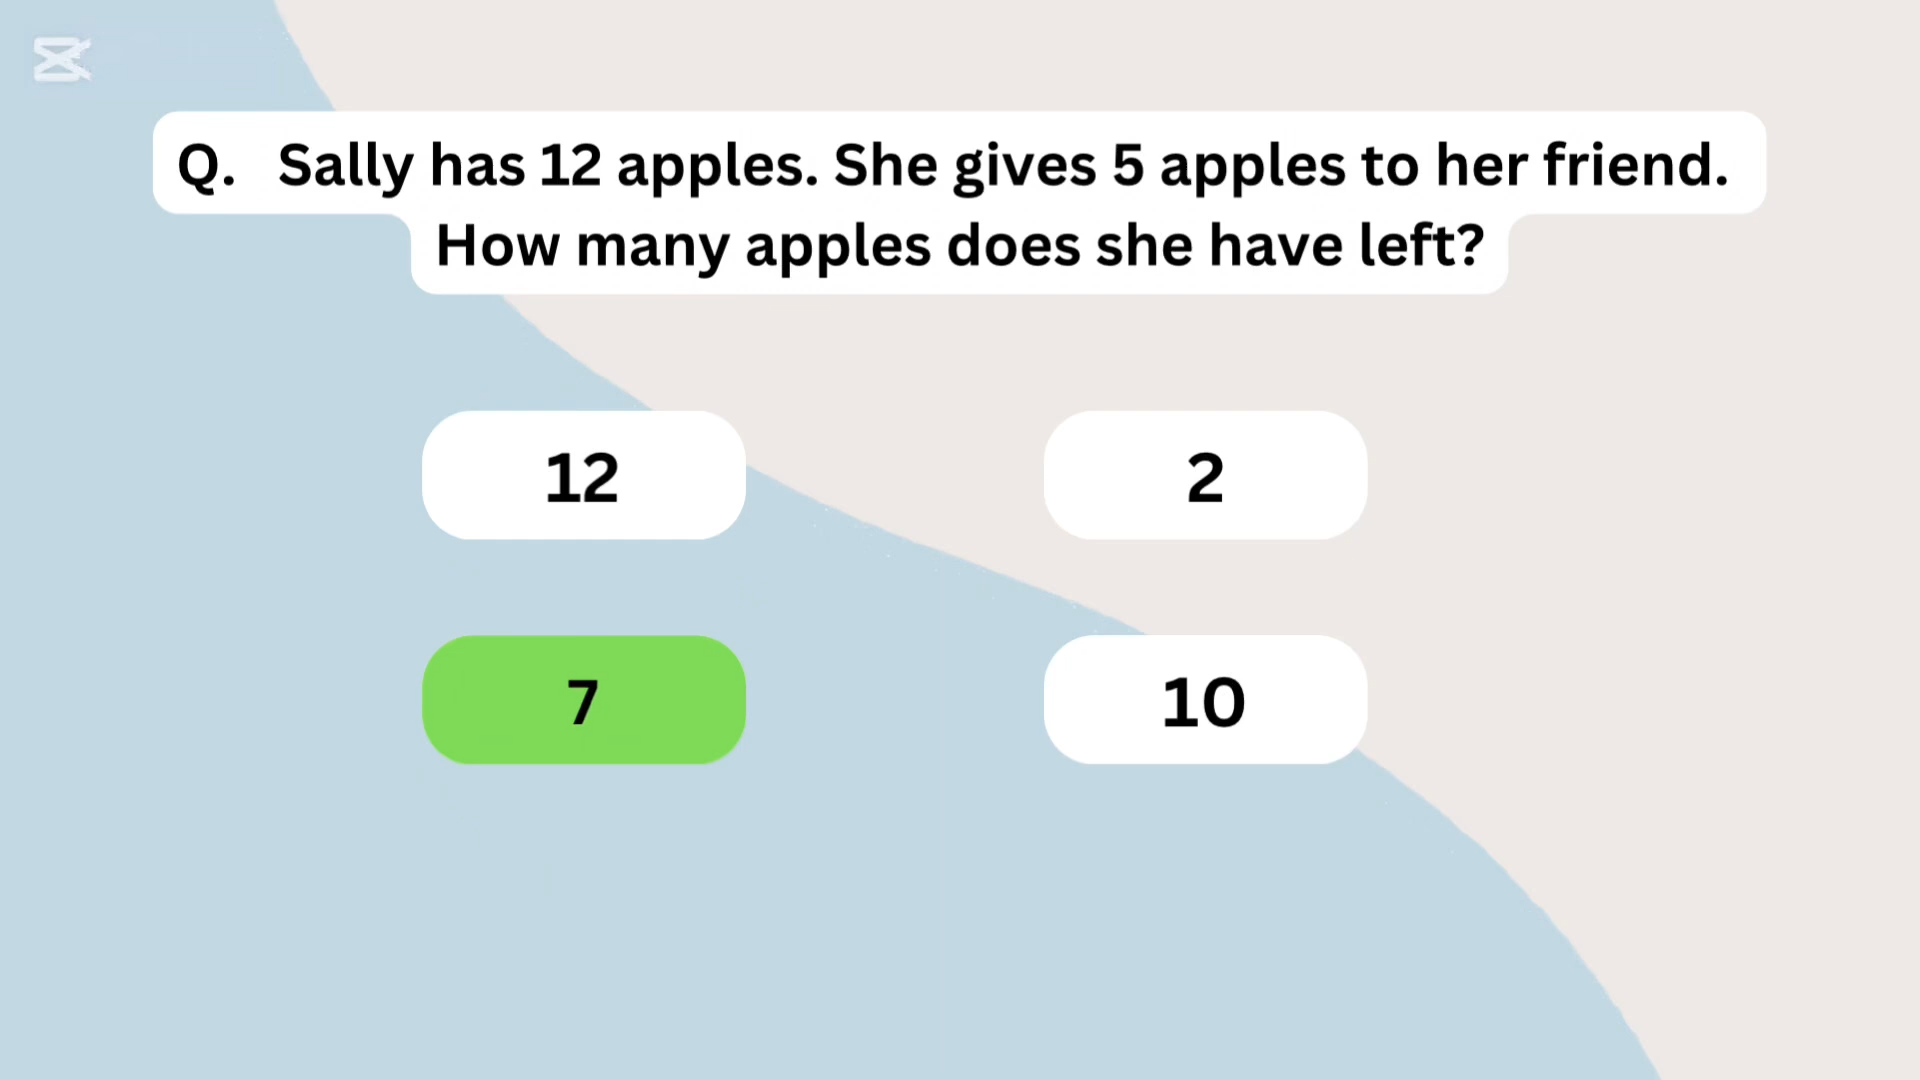 Q. Sally has 12 apples. She gives 5 apples to her friend.
How many apples does she have left?
12
2
7
10